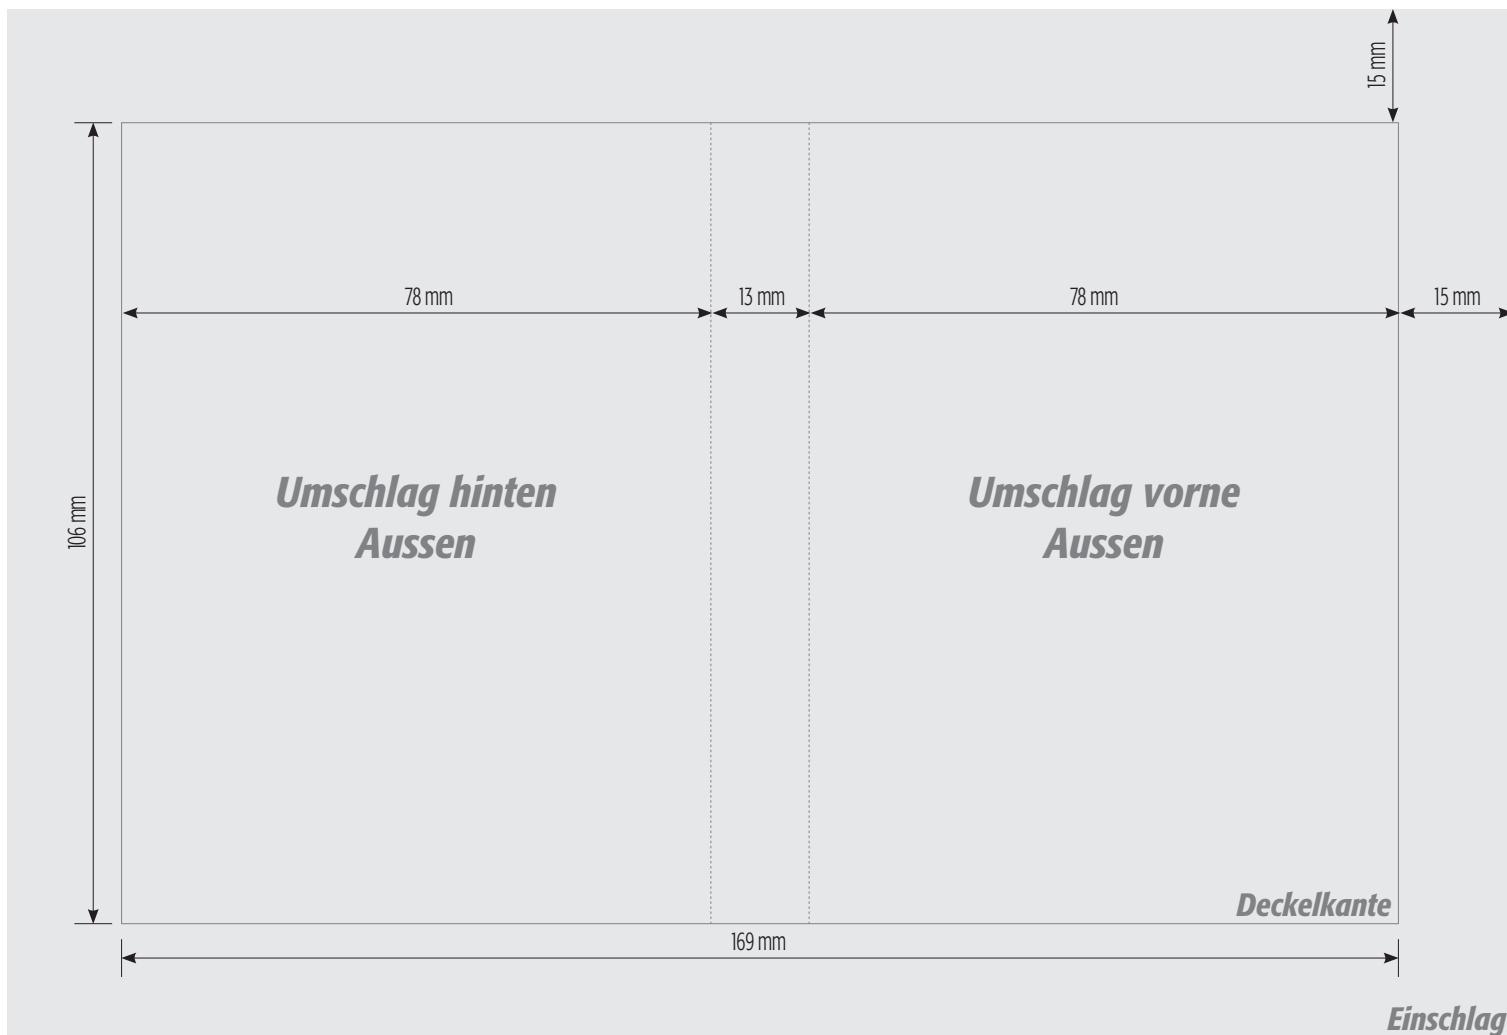 15 mm
78 mm
13 mm
78 mm
15 mm
106 mm
Umschlag hinten
Aussen
Umschlag vorne
Aussen
Deckelkante
169 mm
Einschlag